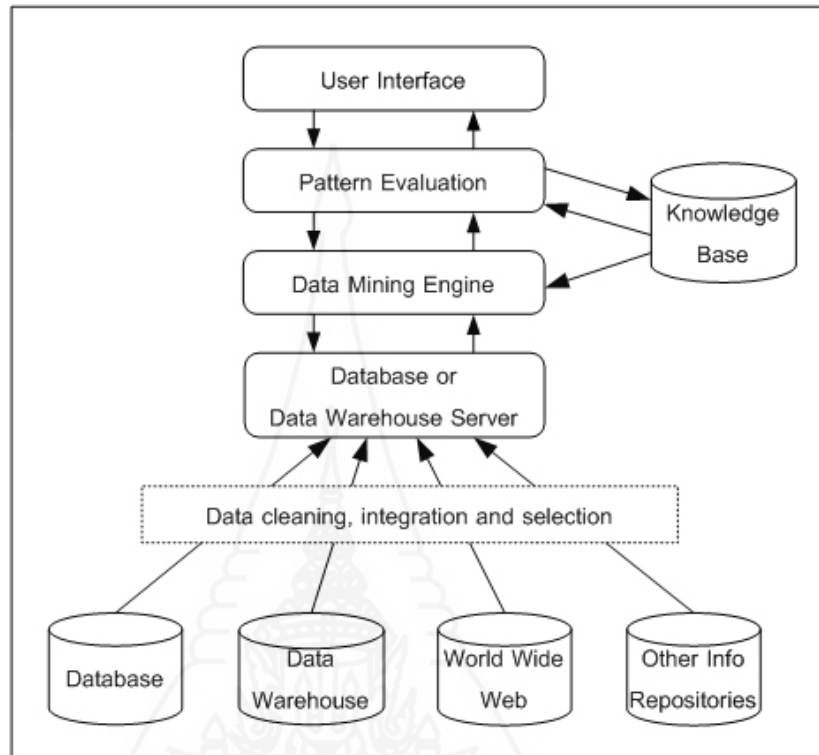 User Interface
Pattern Evaluation
Knowledge
Base
Data Mining Engine
Database or
Data Warehouse Server
Data cleaning, integration and selection
Database
Data
Warehouse
World Wide
Web
Other Info
Repositories